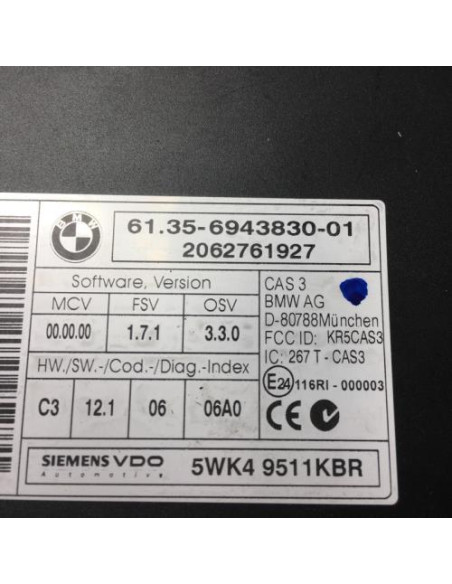 BMW
61.35-6943830-01
2062761927
Software, Version
MCV FSV OSV
00.00.00 1.7.1 3.3.0
HW./SW.-/Cod.-/Diag.-Index
C3 12.1 06 06A0
CAS 3
BMW AG
D-80788München
FCC ID: KR5CAS3
IC: 267 T - CAS3
E24 116RI - 000003
CE
SIEMENS VDO
Automotive
5WK4 9511KBR